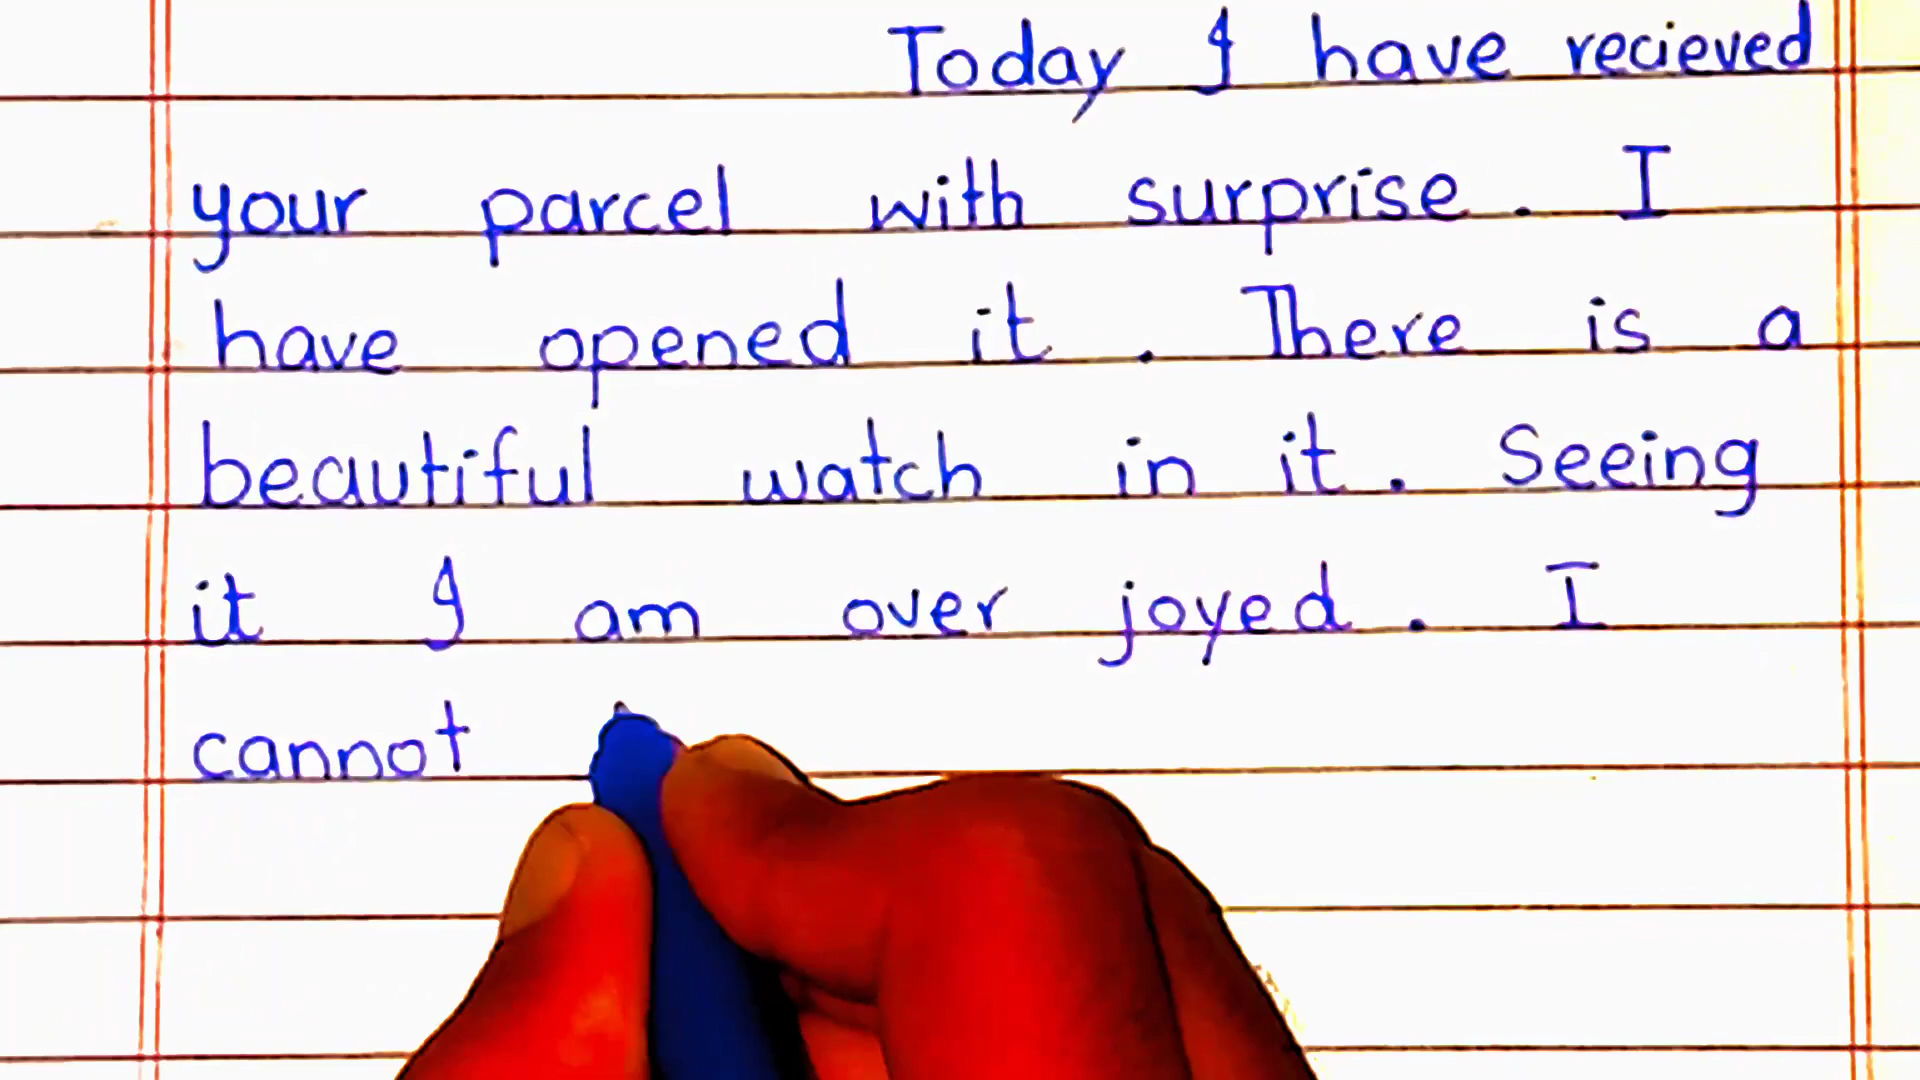 Today I have recieved
your parcel with surprise. I
have opened it. There is a
beautiful watch in it. Seeing
it I am over joyed. I
cannot